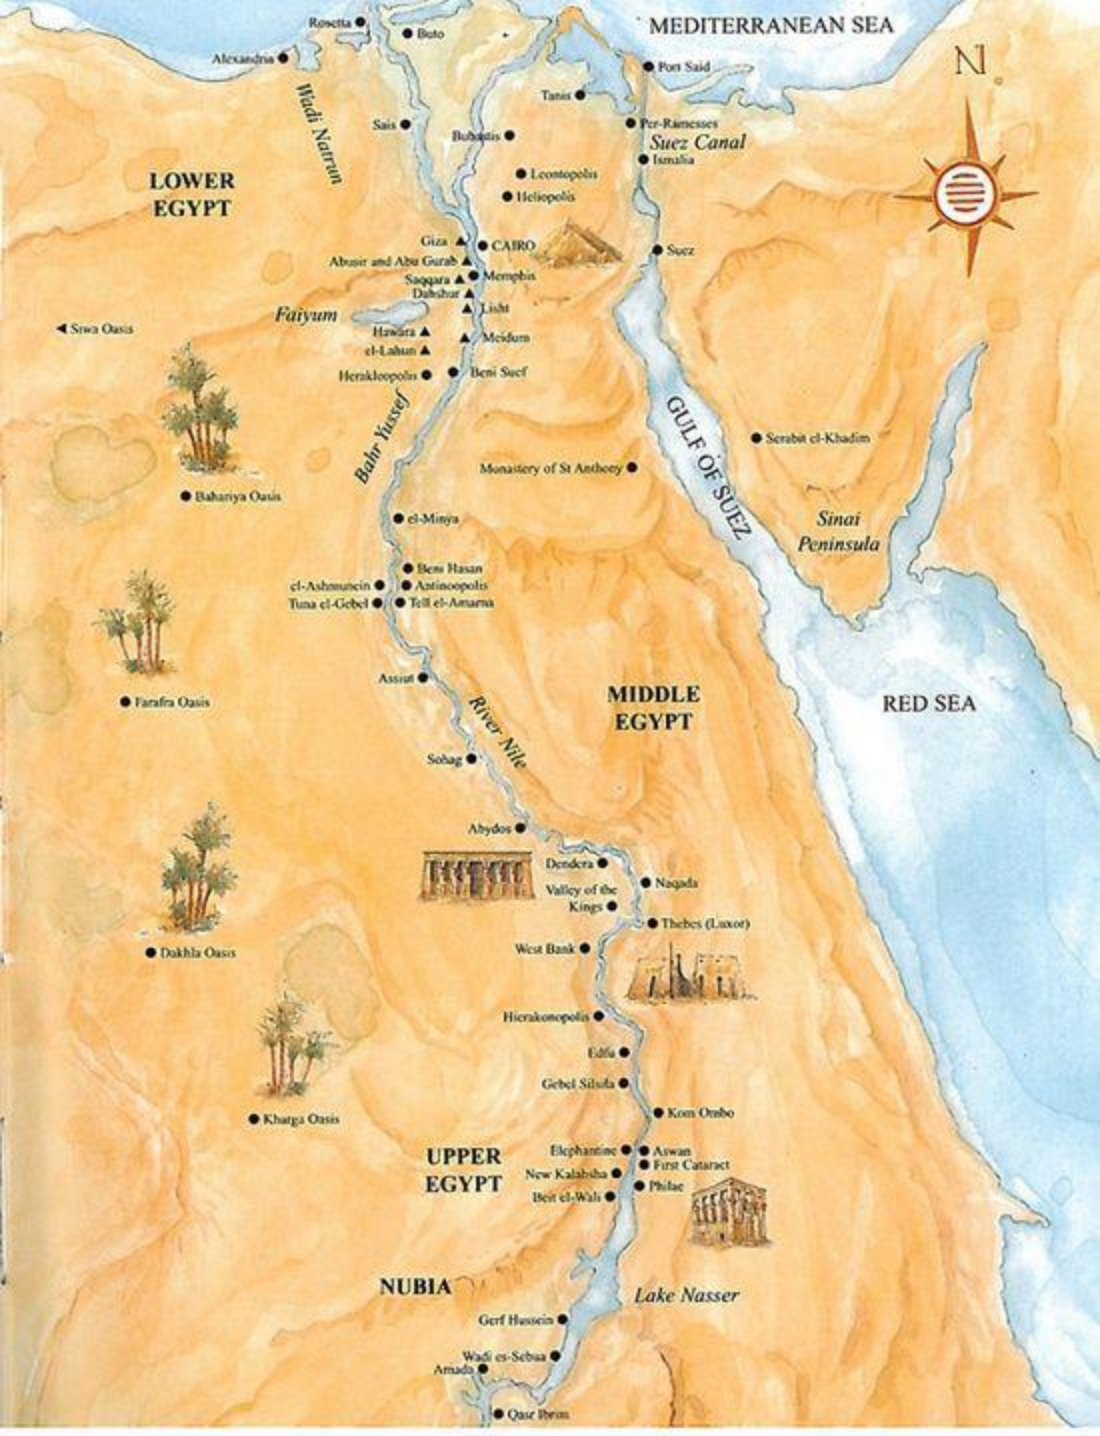 MEDITERRANEAN SEA
N
Rosetta
Buto
Alexandria
Port Said
Tanis
Wadi Natrun
Sais
Bubastis
Per-Ramesses
Suez Canal
Ismalia
LOWER
EGYPT
Leontopolis
Heliopolis
Giza
CAIRO
Suez
Abusir and Abu Gurab
Saqqara
Memphis
Dahshur
Lisht
Faiyum
Siwa Oasis
Hawara
Meidum
el-Lahun
Herakleopolis
Beni Suef
Bahr Yussef
GULF OF SUEZ
Serabit el-Khadim
Monastery of St Anthony
Bahariya Oasis
el-Minya
Sinai
Peninsula
Beni Hasan
el-Ashmunein
Antinoopolis
Tuna el-Gebel
Tell el-Amarna
Assiut
Farafra Oasis
MIDDLE
EGYPT
RED SEA
River Nile
Sohag
Abydos
Dendera
Naqada
Valley of the
Kings
Thebes (Luxor)
West Bank
Dakhla Oasis
Hierakonopolis
Edfu
Gebel Silsila
Kom Ombo
Kharga Oasis
Elephantine
Aswan
First Cataract
UPPER
EGYPT
New Kalabsha
Philae
Beit el-Wali
NUBIA
Lake Nasser
Gerf Hussein
Wadi es-Sebua
Amada
Qasr Ibrim